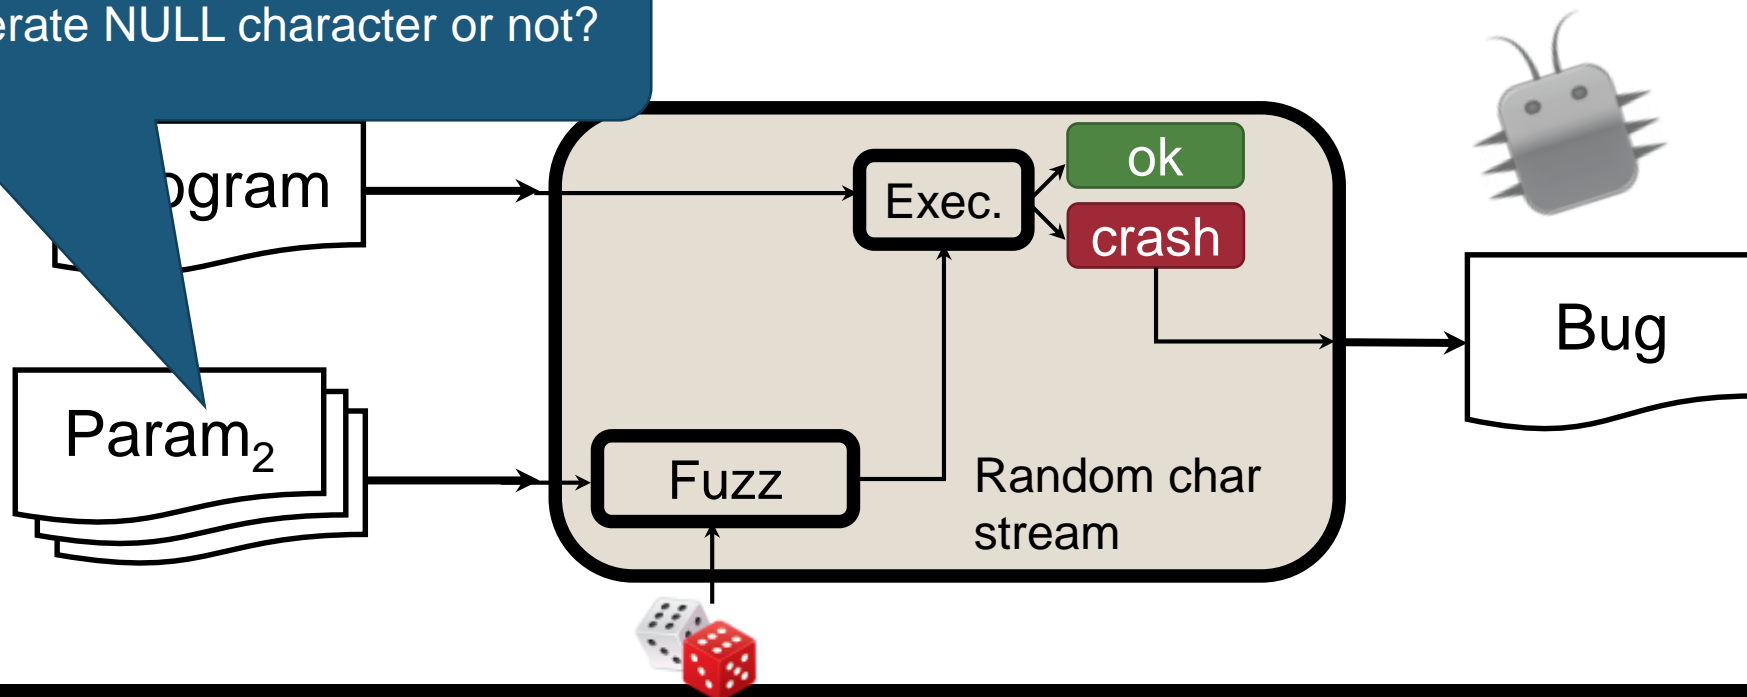 erate NULL character or not?
ogram
Exec.
ok
crash
Bug
Param₂
Fuzz
Random char
stream